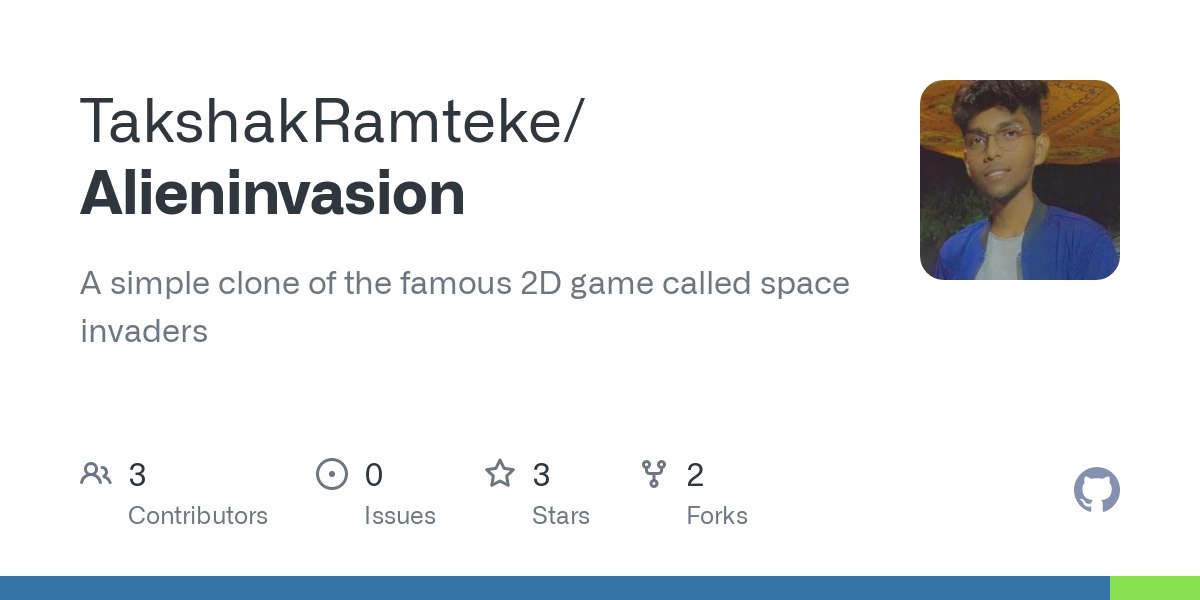 TakshakRamteke/
Alieninvasion
A simple clone of the famous 2D game called space
invaders
3
Contributors
0
Issues
3
Stars
2
Forks